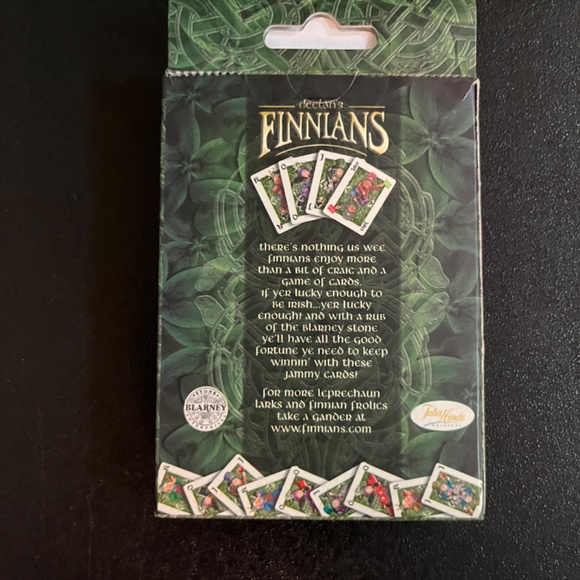 declan's
FINNIANS
there's nothing us wee
finnians enjoy more
than a bit of craic and a
game of cards.
if yer lucky enough to
be irish...yer lucky
enough! and with a rub
of the blarney stone
ye'll have all the good
fortune ye need to keep
winnin' with these
jammy cards!
for more leprechaun
larks and finnian frolics
take a gander at
www.finnians.com
BLARNEY
John Hinde